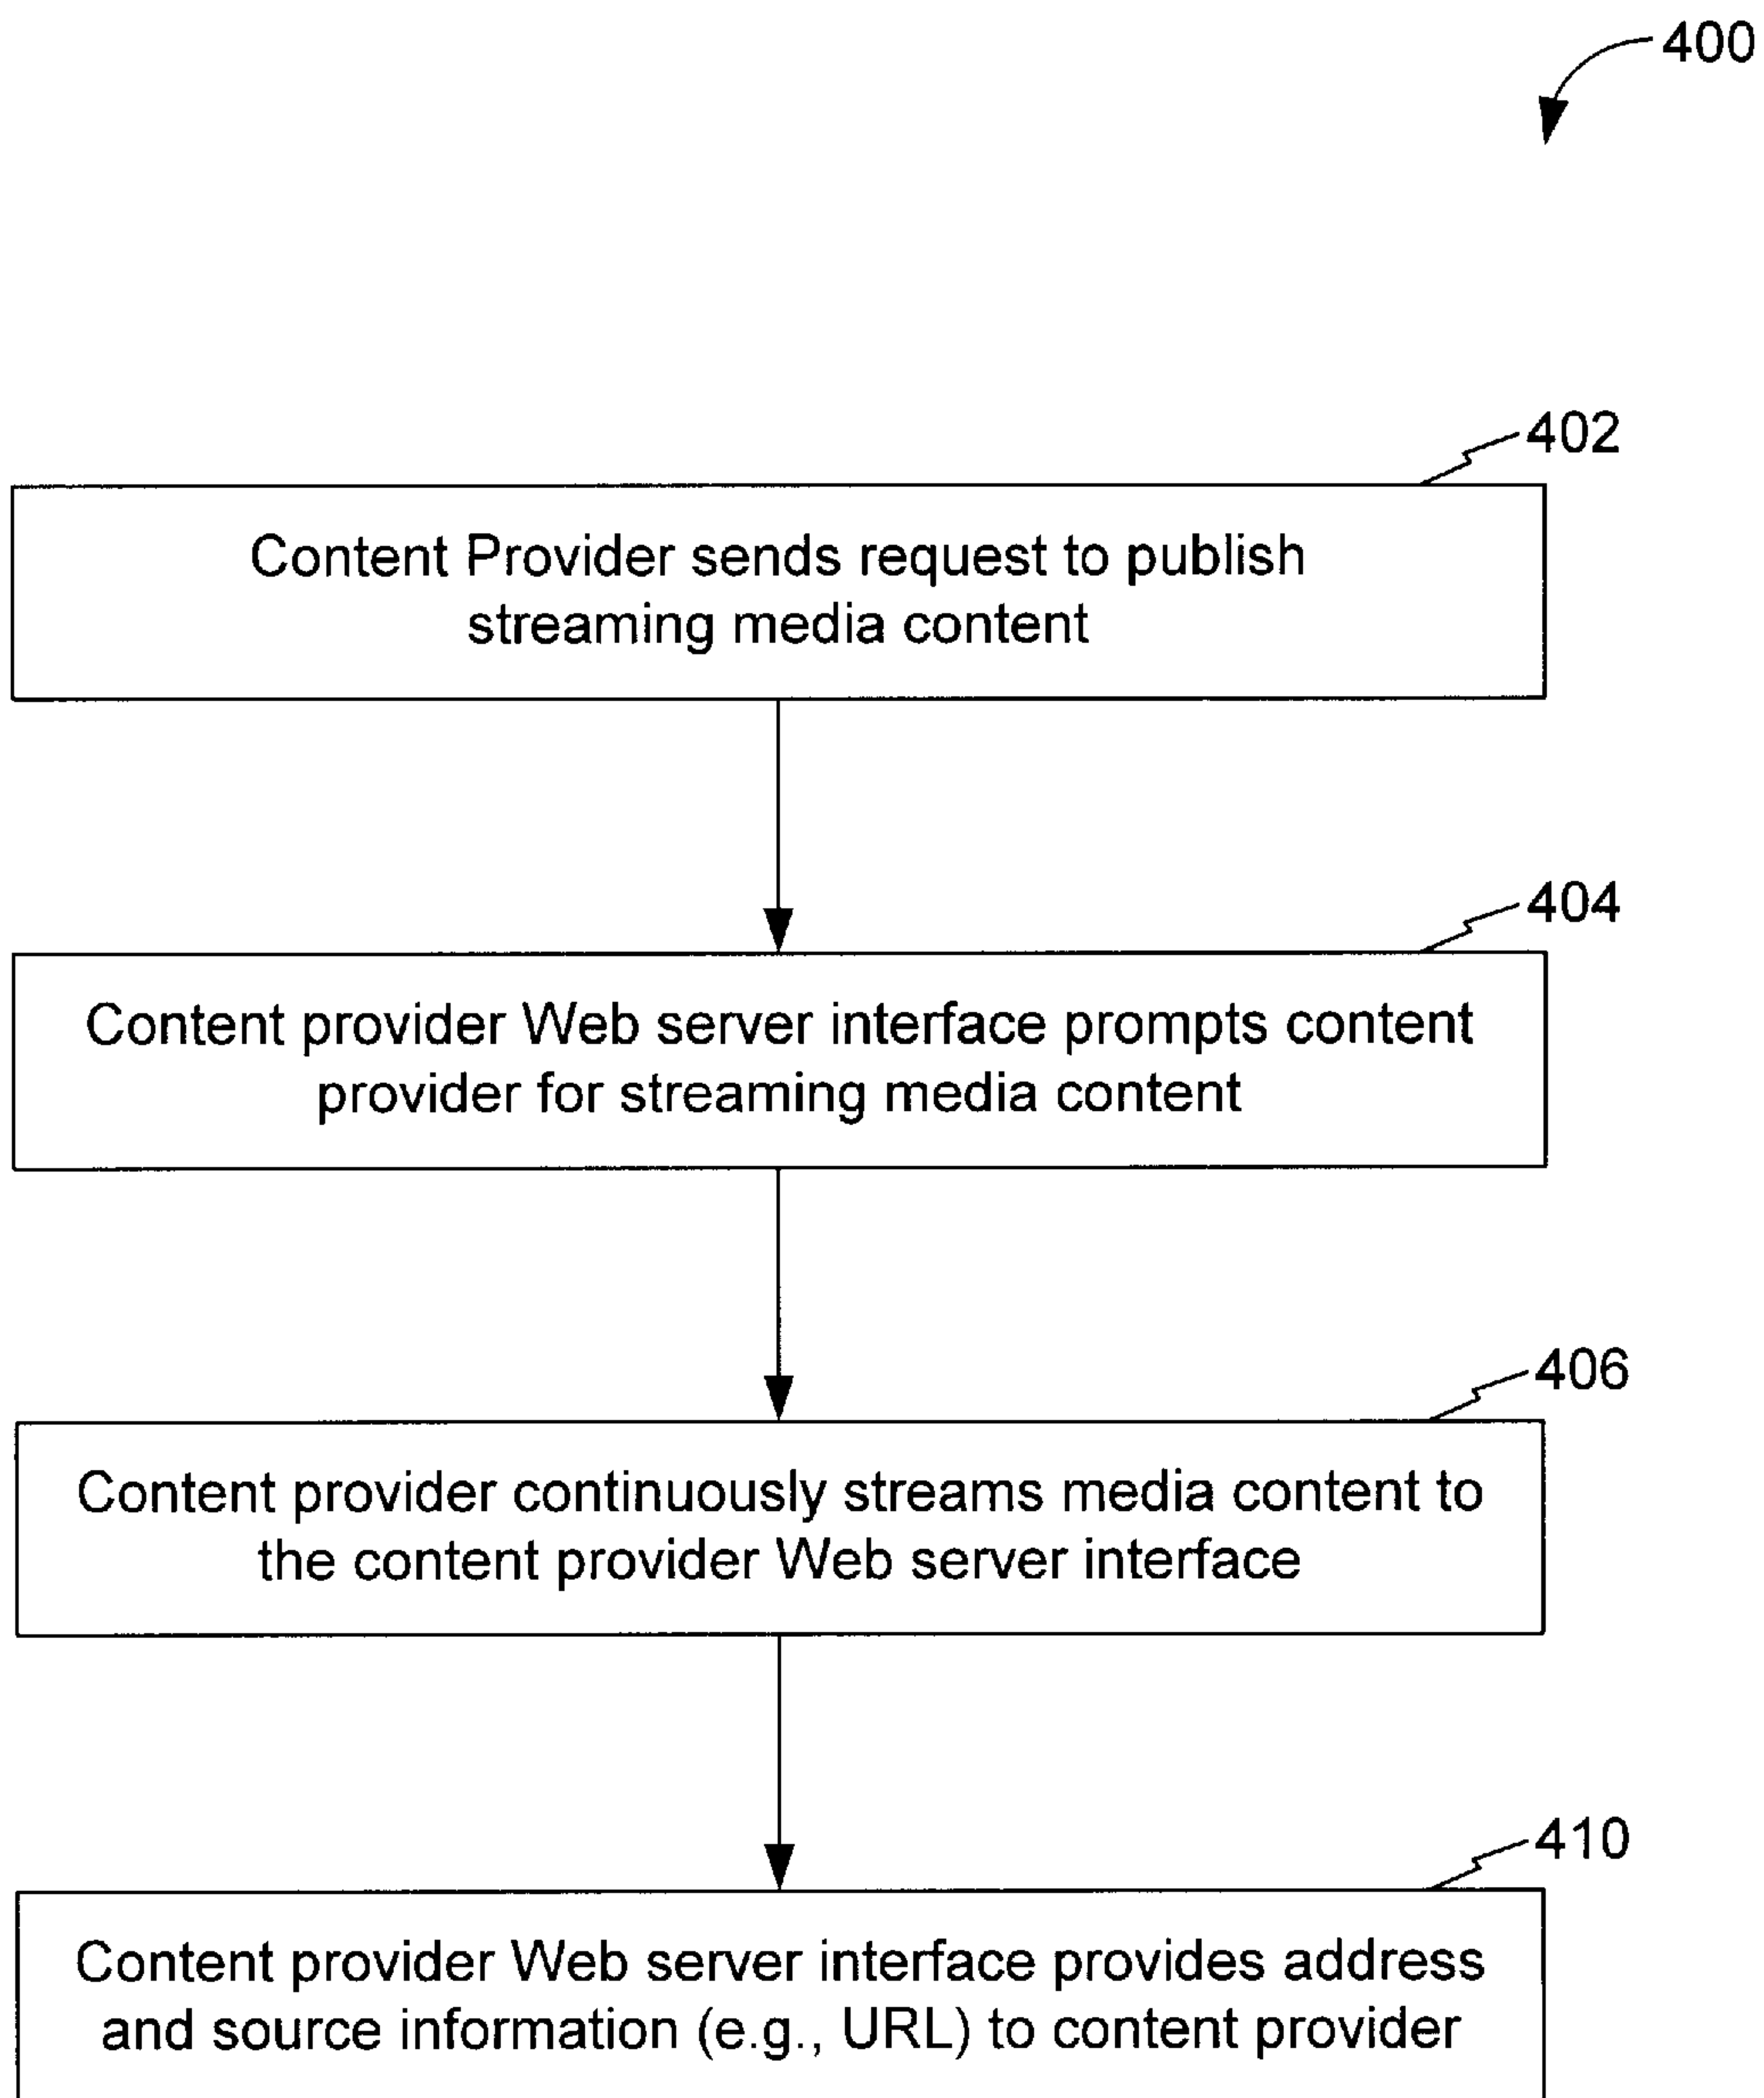 400
402
Content Provider sends request to publish
streaming media content
404
Content provider Web server interface prompts content
provider for streaming media content
406
Content provider continuously streams media content to
the content provider Web server interface
410
Content provider Web server interface provides address
and source information (e.g., URL) to content provider